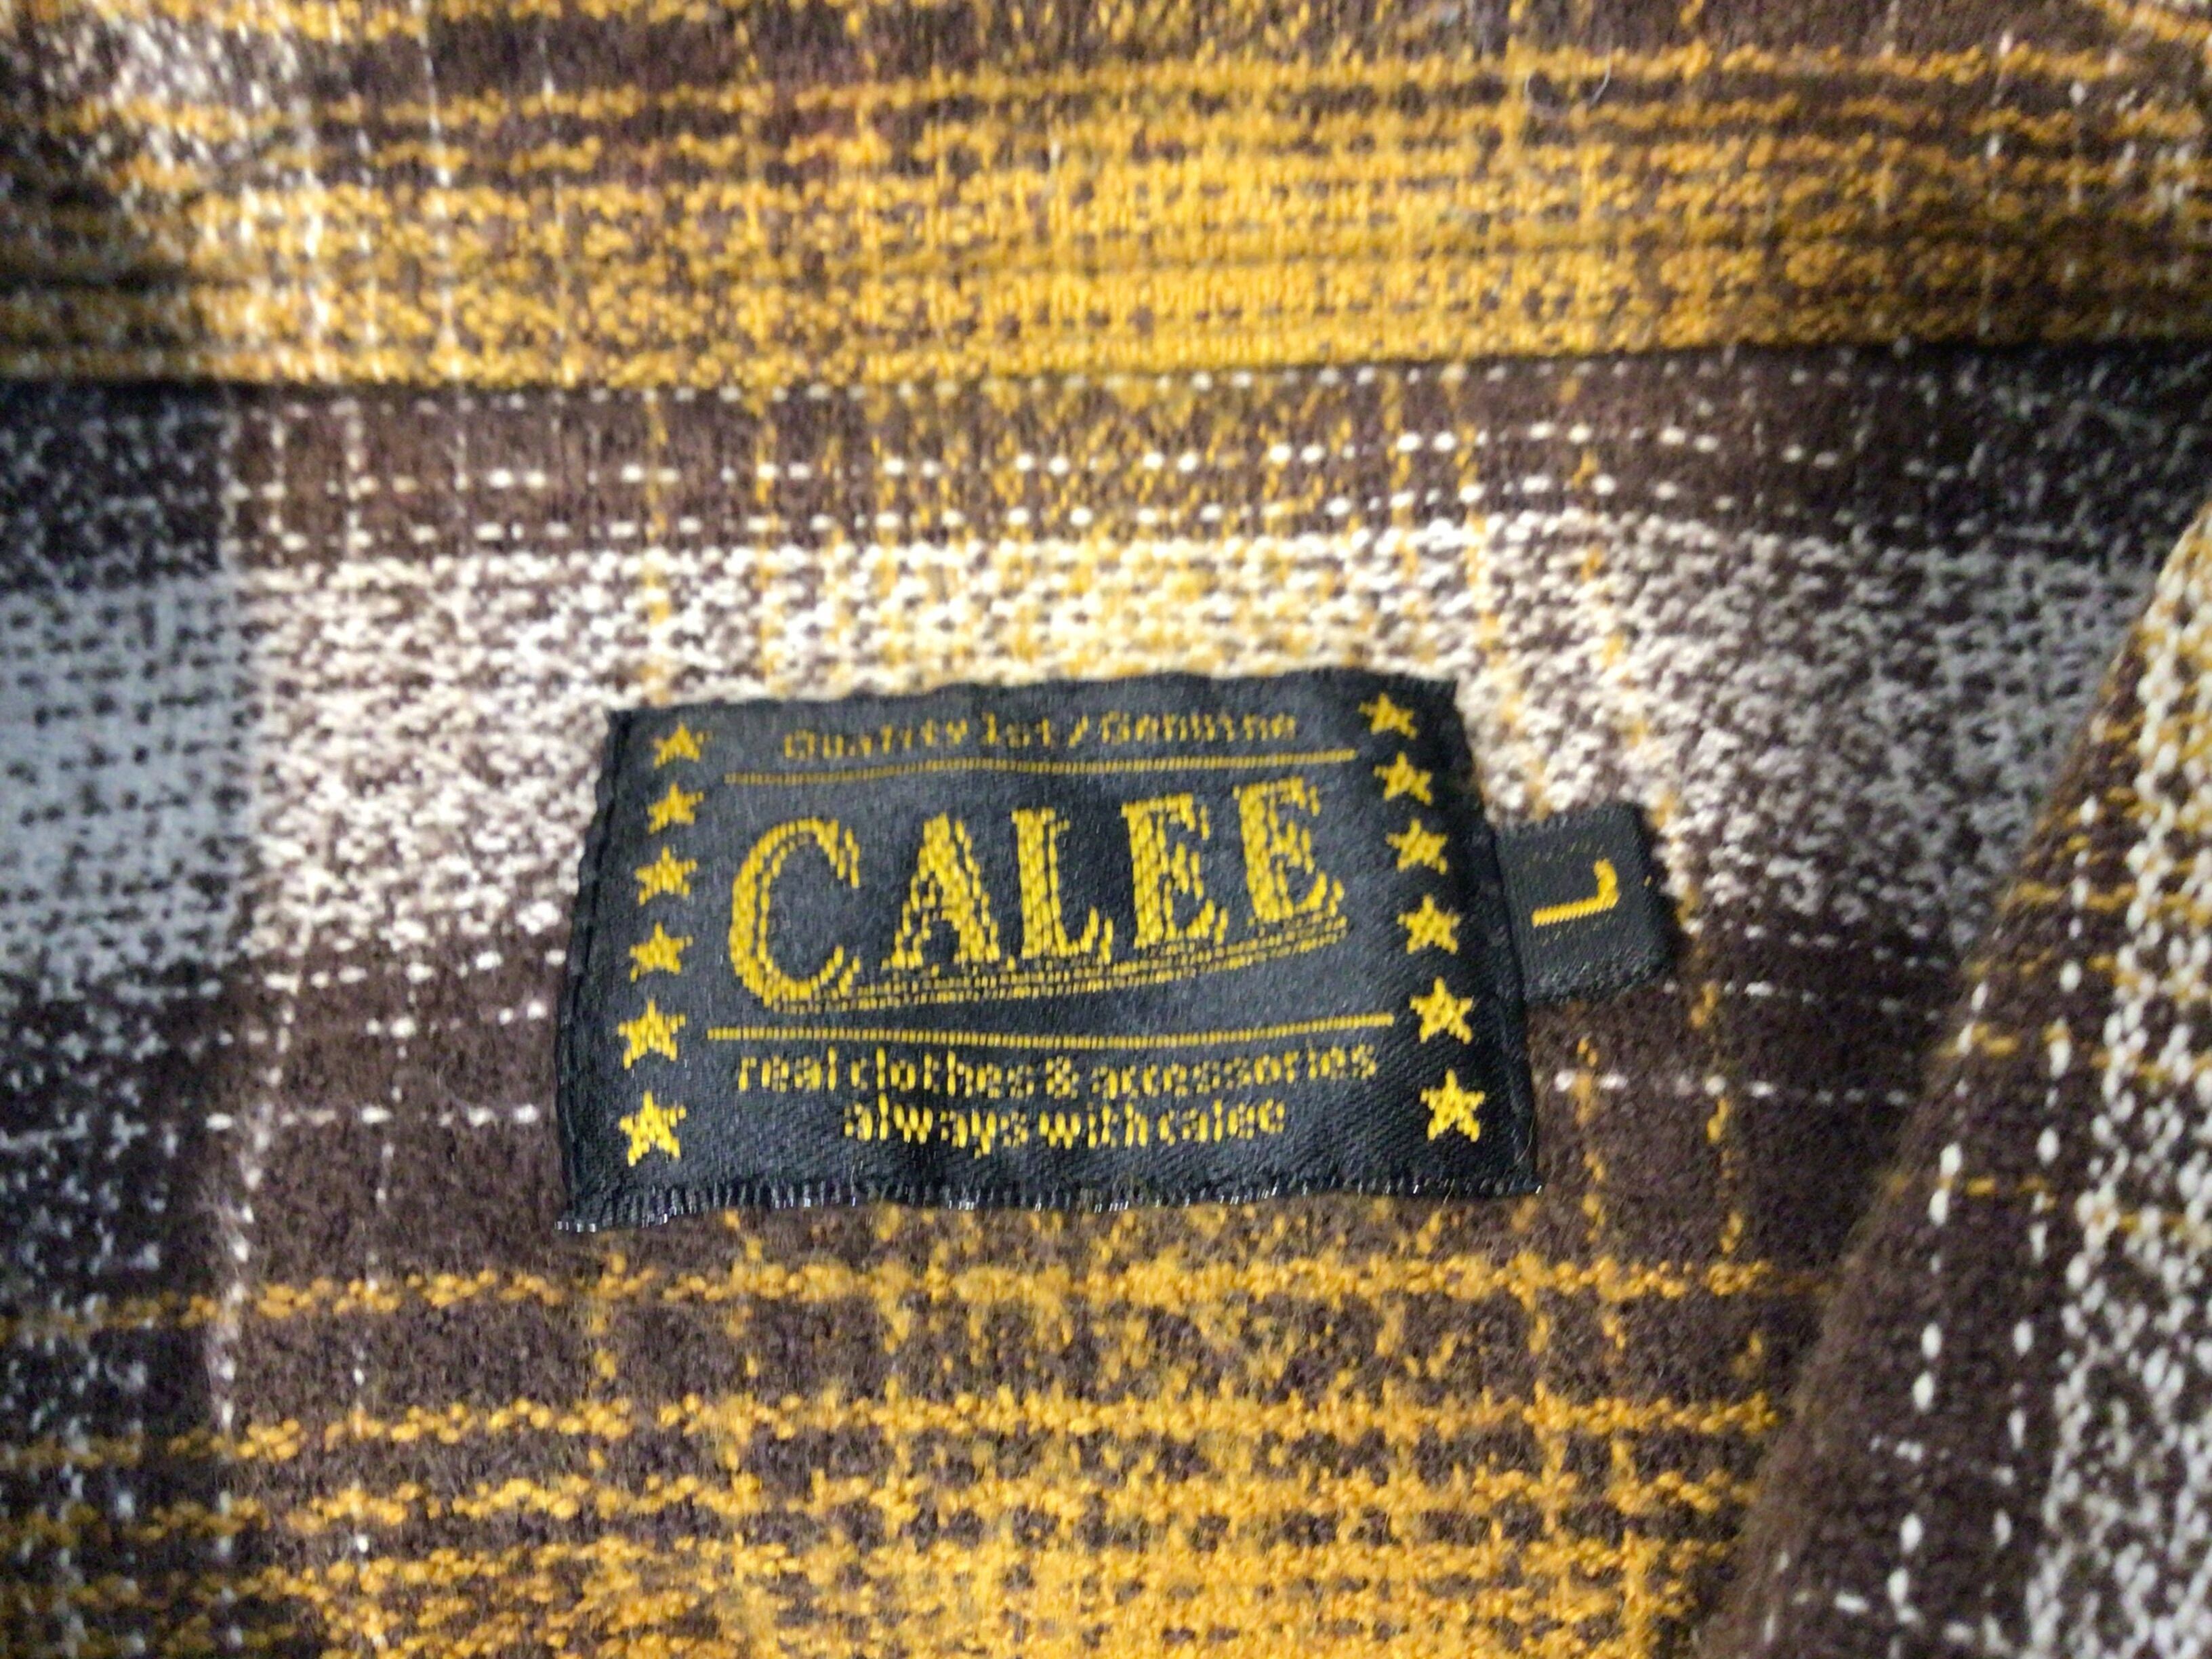 Quality 1st/Genuine
CALEE
L
real clothes & accessories
always with calee